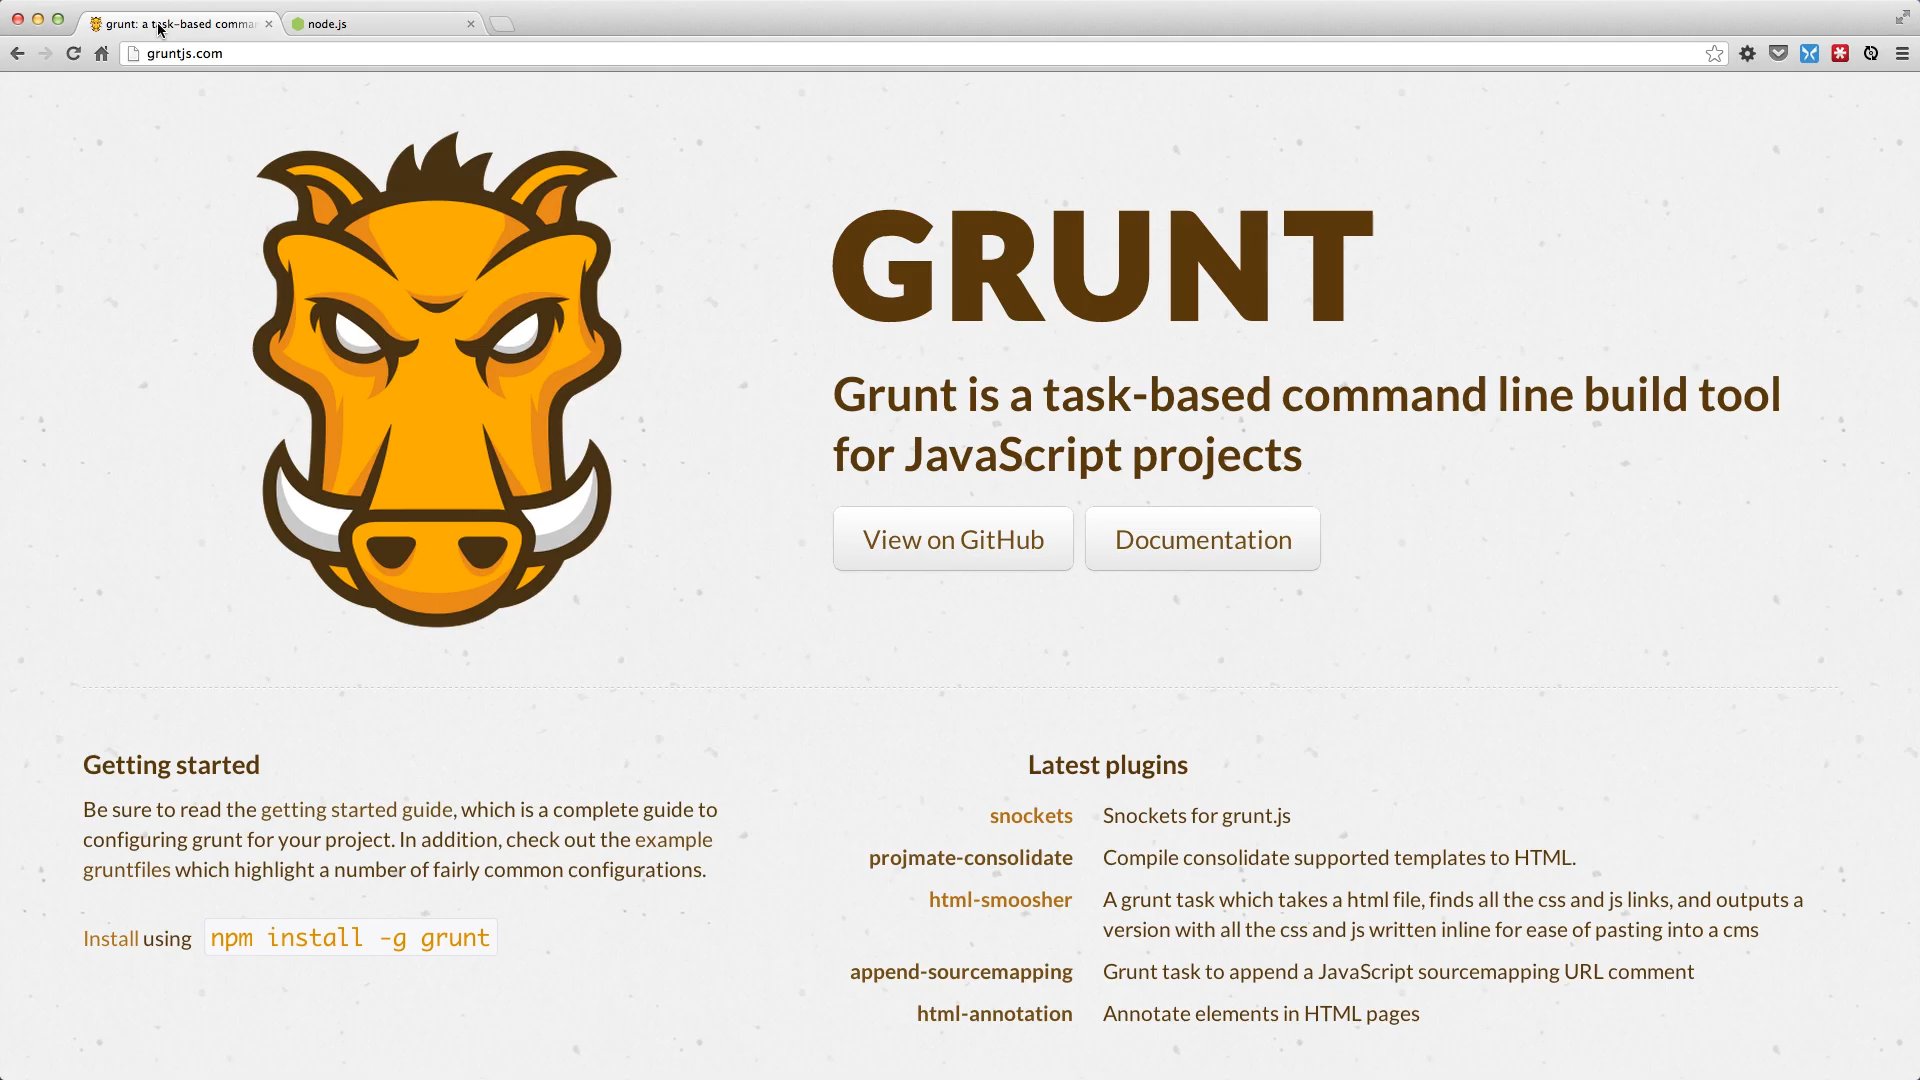 grunt: a task-based comman
node.js
gruntjs.com
GRUNT
Grunt is a task-based command line build tool
for JavaScript projects
View on GitHub
Documentation
Getting started
Be sure to read the getting started guide, which is a complete guide to
configuring grunt for your project. In addition, check out the example
gruntfiles which highlight a number of fairly common configurations.
Install using npm install -g grunt
Latest plugins
snockets Snockets for grunt.js
projmate-consolidate Compile consolidate supported templates to HTML.
html-smoosher A grunt task which takes a html file, finds all the css and js links, and outputs a
version with all the css and js written inline for ease of pasting into a cms
append-sourcemapping Grunt task to append a JavaScript sourcemapping URL comment
html-annotation Annotate elements in HTML pages